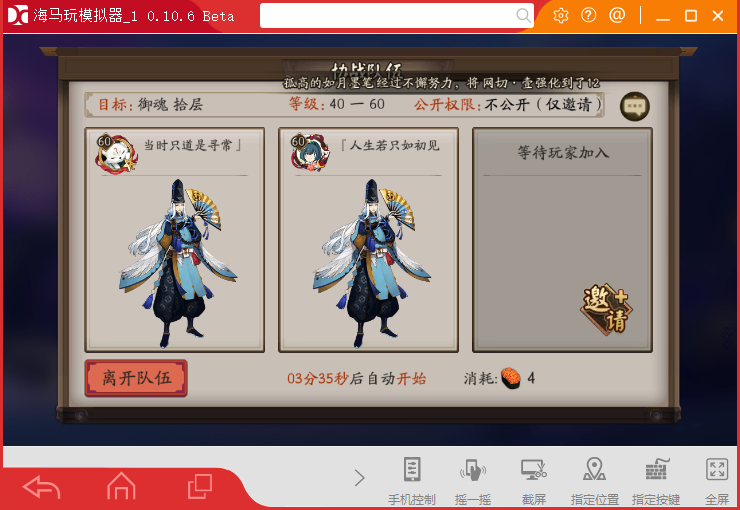 海马玩模拟器_1 0.10.6 Beta
协战队伍
孤高的如月墨笔经过不懈努力，将 网切·壹强化到了12
目标: 御魂 拾层
等级: 40 一 60
公开权限: 不公开（仅邀请）
60 当时只道是寻常」
60 「人生若只如初见
等待玩家加入
邀+请
离开队伍
03分35秒后自动开始
消耗: 4
手机控制
摇一摇
截屏
指定位置
指定按键
全屏